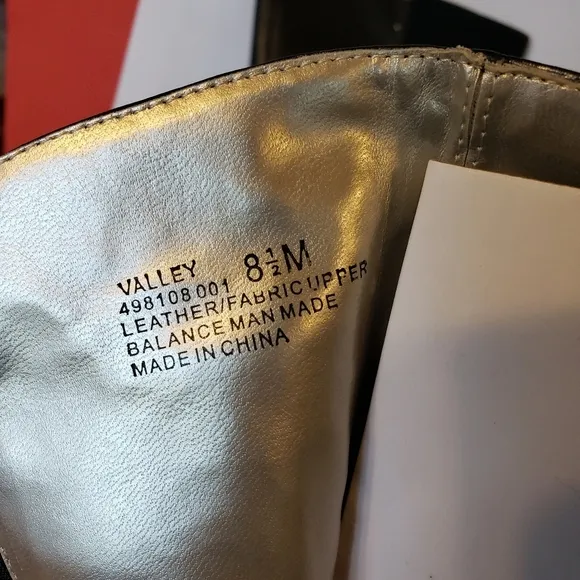 VALLEY 8½M
498108 001
LEATHER/FABRIC UPPER
BALANCE MAN MADE
MADE IN CHINA